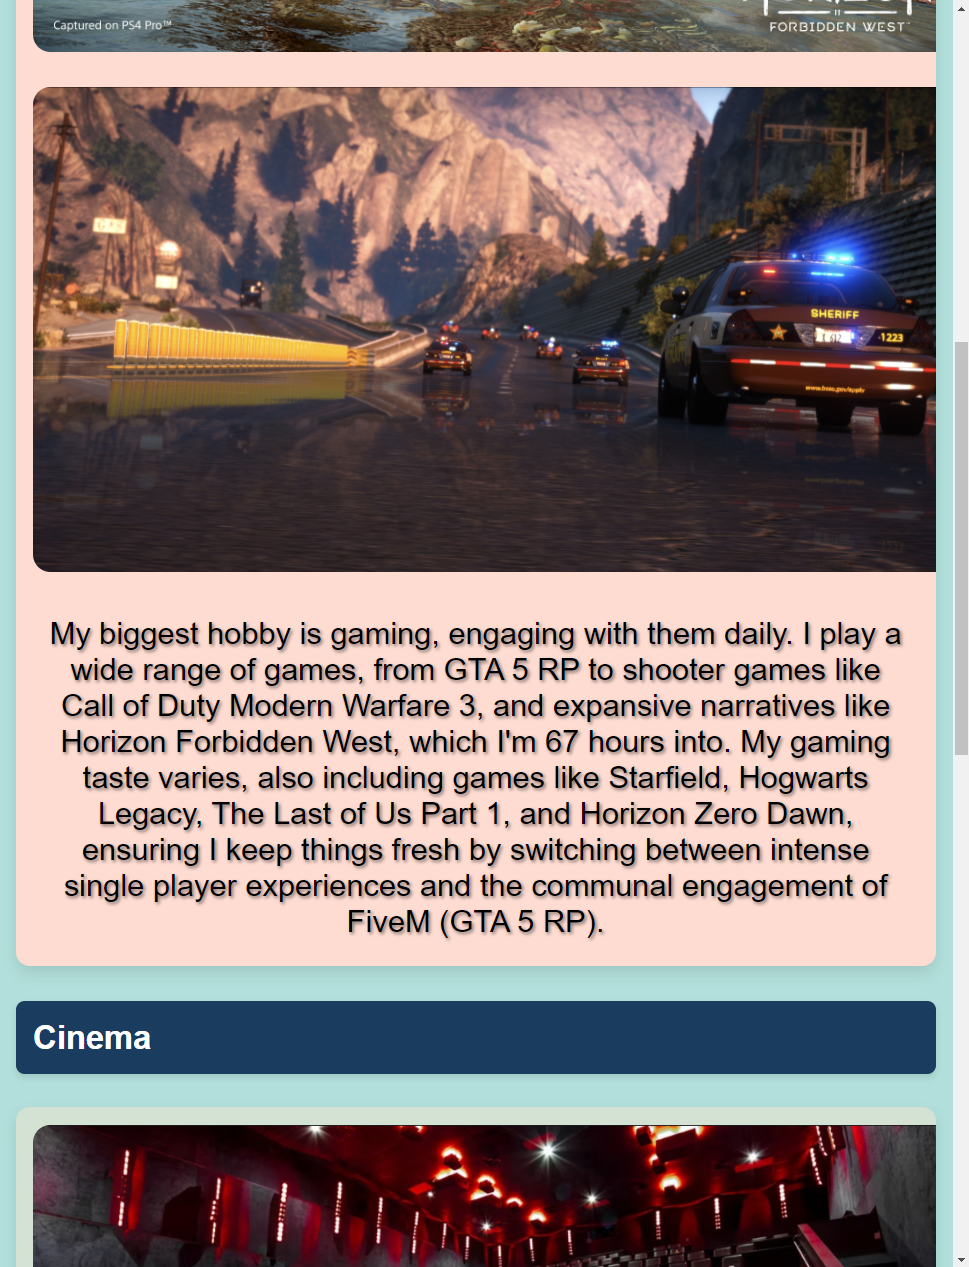 Captured on PS4 Pro™
FORBIDDEN WEST™
GAS
SHERIFF
1223
My biggest hobby is gaming, engaging with them daily. I play a
wide range of games, from GTA 5 RP to shooter games like
Call of Duty Modern Warfare 3, and expansive narratives like
Horizon Forbidden West, which I'm 67 hours into. My gaming
taste varies, also including games like Starfield, Hogwarts
Legacy, The Last of Us Part 1, and Horizon Zero Dawn,
ensuring I keep things fresh by switching between intense
single player experiences and the communal engagement of
FiveM (GTA 5 RP).
Cinema